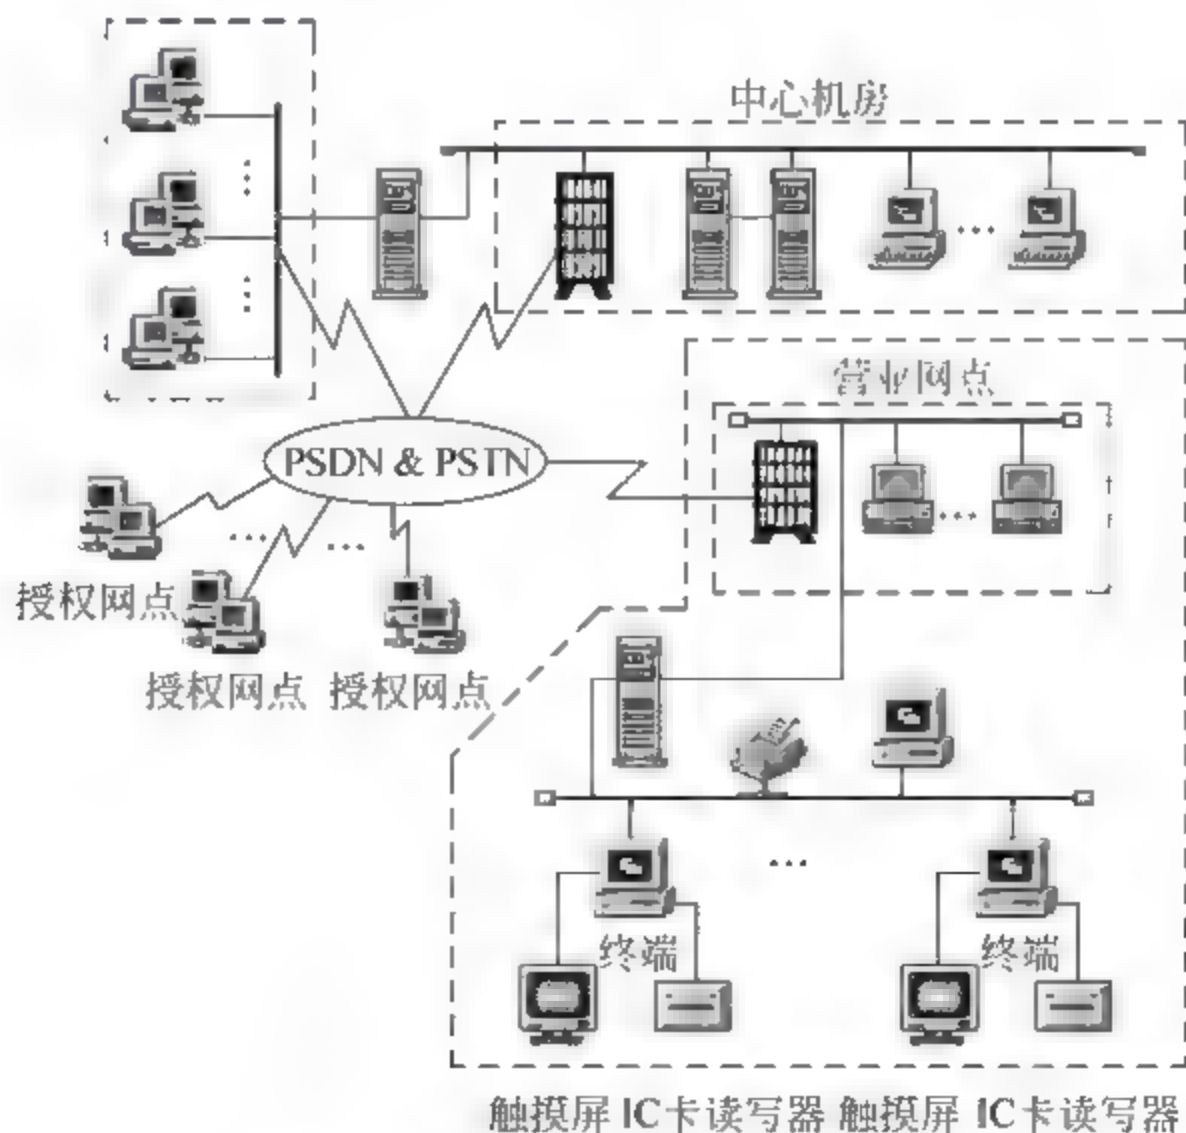 中心机房
营业网点
PSDN & PSTN
授权网点
授权网点 授权网点
终端 终端
触摸屏 IC卡读写器 触摸屏 IC卡读写器